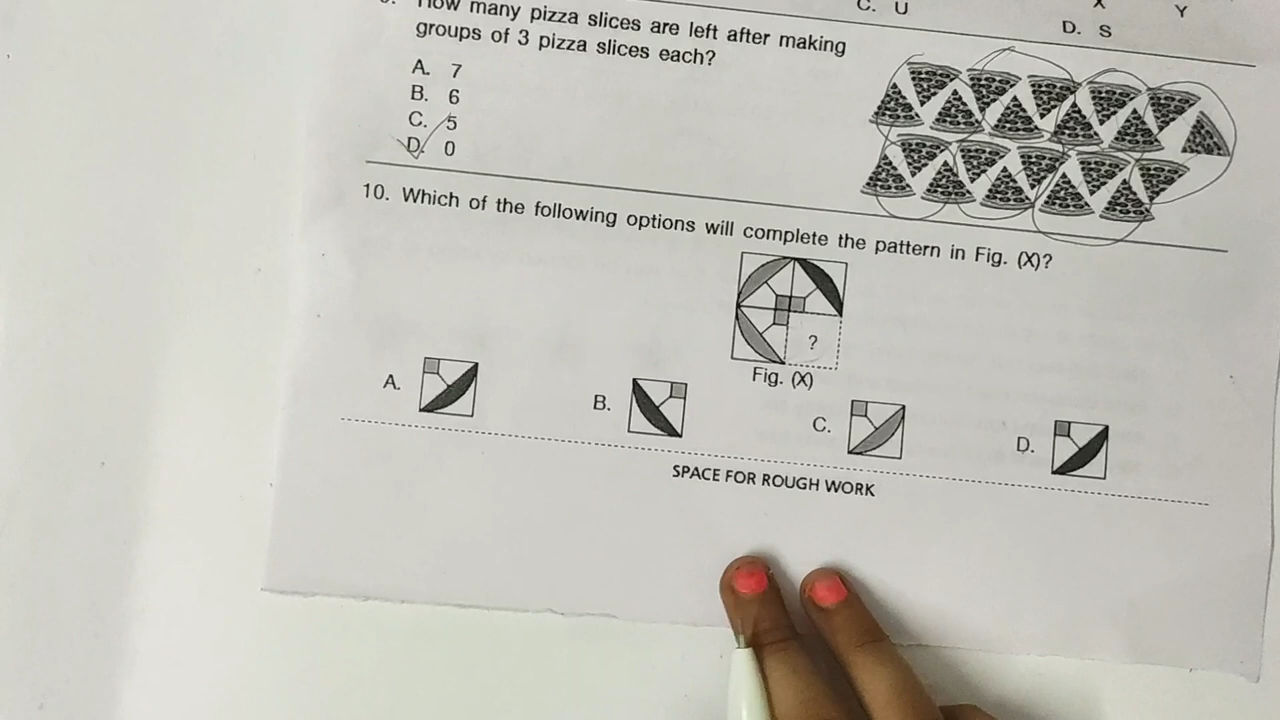 C. U
X
Y
D. S
How many pizza slices are left after making
groups of 3 pizza slices each?
A. 7
B. 6
C. 5
D. 0
10. Which of the following options will complete the pattern in Fig. (X)?
?
Fig. (X)
A.
B.
C.
D.
SPACE FOR ROUGH WORK